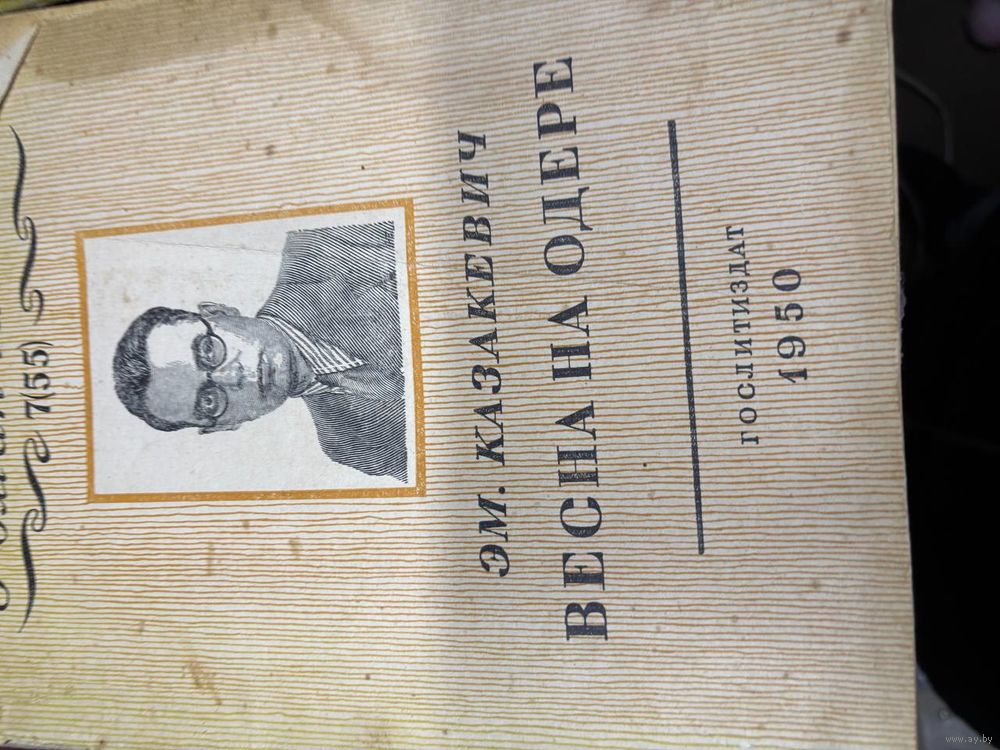 7(55)
ЭМ. КАЗАКЕВИЧ
ВЕСНА НА ОДЕРЕ
ГОСЛИТИЗДАТ
1950
www.ay.by